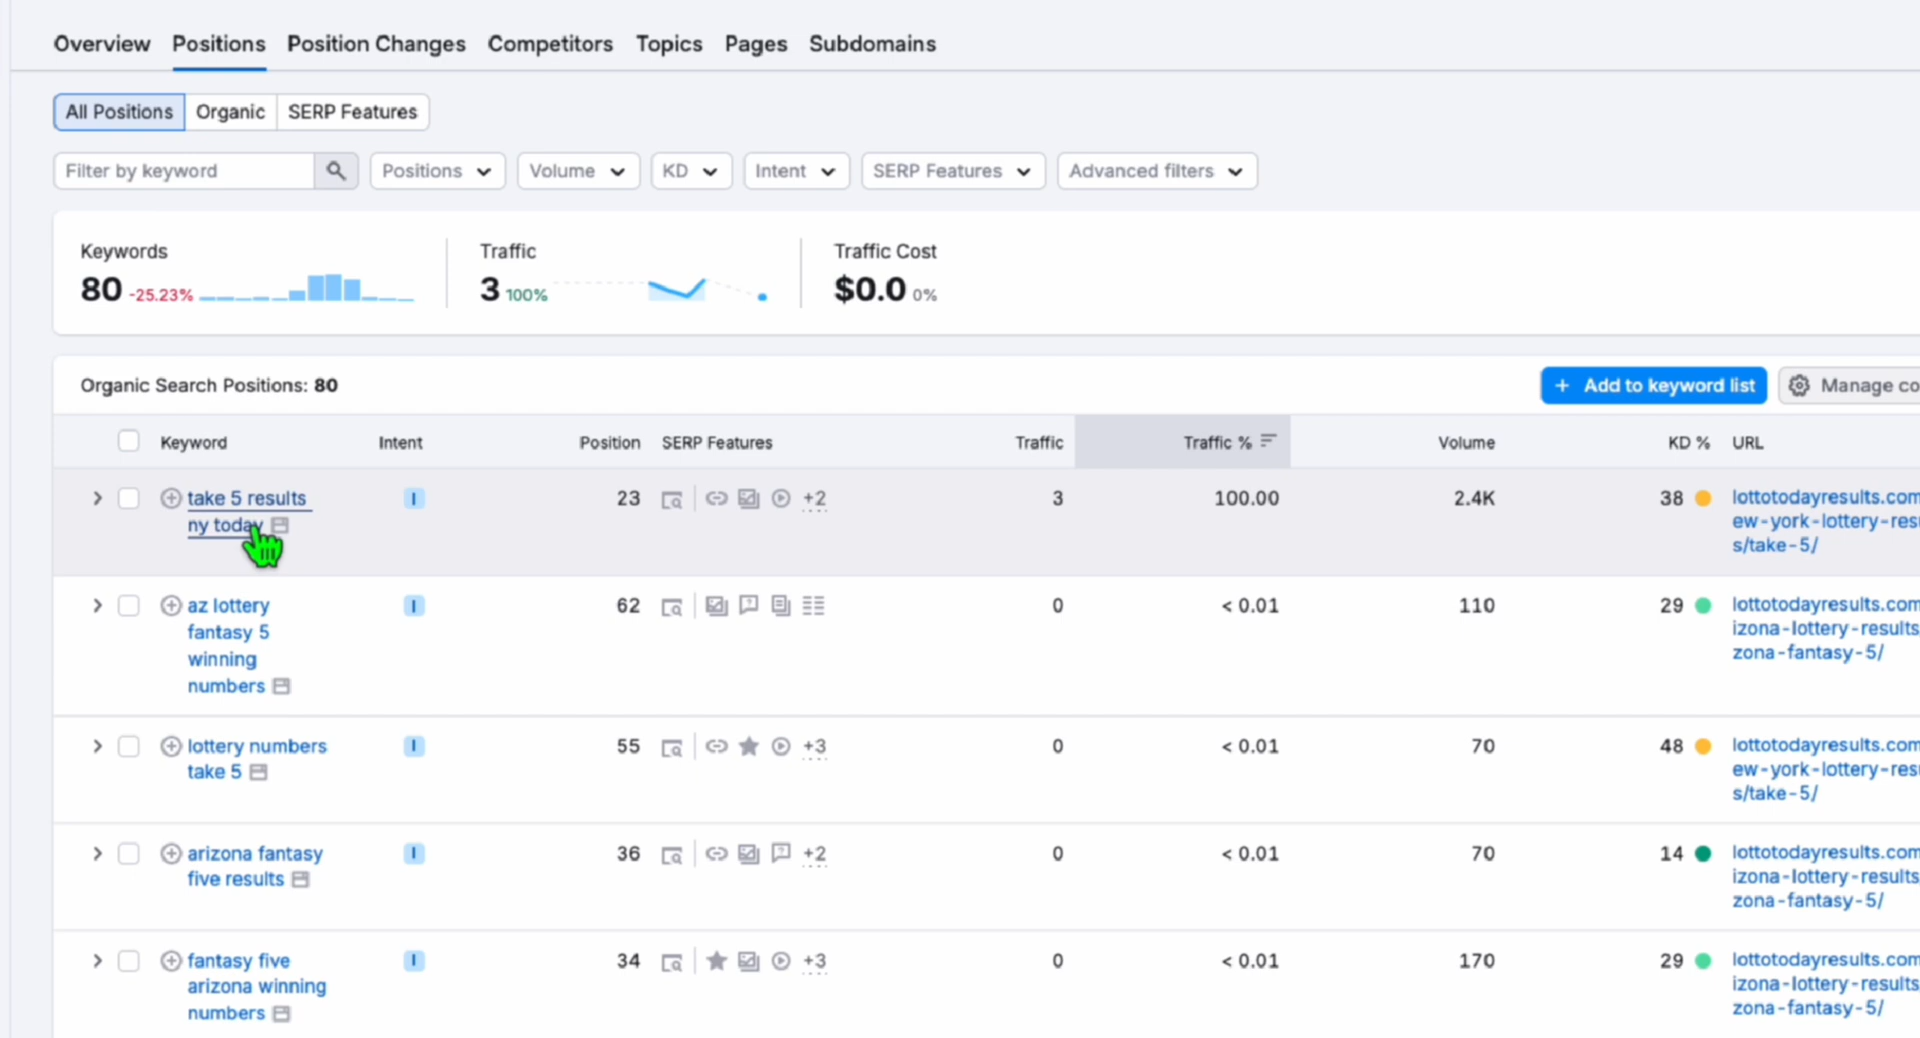 Overview Positions Position Changes Competitors Topics Pages Subdomains
All Positions Organic SERP Features
Filter by keyword Positions Volume KD Intent SERP Features Advanced filters
Keywords Traffic Traffic Cost
80 -25.23% 3 100% $0.0 0%
Organic Search Positions: 80 + Add to keyword list Manage co
Keyword Intent Position SERP Features Traffic Traffic % Volume KD % URL
take 5 results I 23 +2 3 100.00 2.4K 38 lottotodayresults.com
ny today ew-york-lottery-resu
s/take-5/
az lottery I 62 0 < 0.01 110 29 lottotodayresults.com
fantasy 5 izona-lottery-results
winning zona-fantasy-5/
numbers
lottery numbers I 55 +3 0 < 0.01 70 48 lottotodayresults.com
take 5 ew-york-lottery-resu
s/take-5/
arizona fantasy I 36 +2 0 < 0.01 70 14 lottotodayresults.com
five results izona-lottery-results
zona-fantasy-5/
fantasy five I 34 +3 0 < 0.01 170 29 lottotodayresults.com
arizona winning izona-lottery-results
numbers zona-fantasy-5/